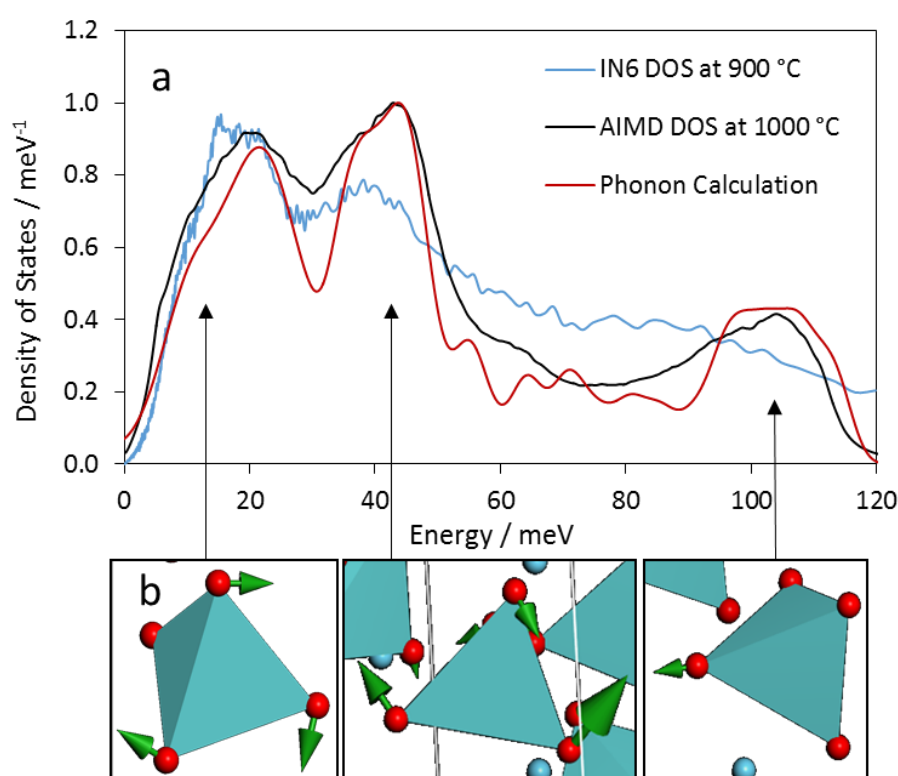 a
IN6 DOS at 900 °C
AIMD DOS at 1000 °C
Phonon Calculation
Density of States / meV⁻¹
1.2
1.0
0.8
0.6
0.4
0.2
0.0
0 20 40 60 80 100 120
Energy / meV
b